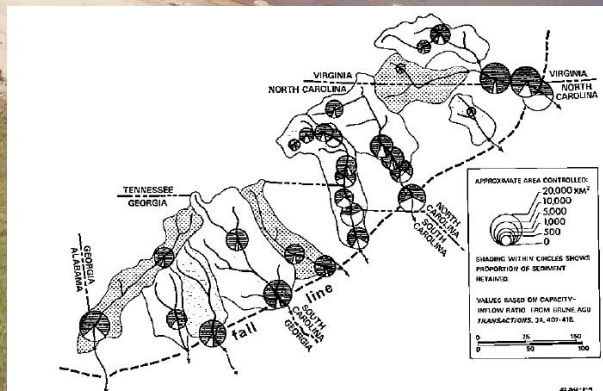 VIRGINIA
NORTH CAROLINA
VIRGINIA
NORTH
CAROLINA
TENNESSEE
GEORGIA
NORTH CAROLINA
SOUTH CAROLINA
GEORGIA
ALABAMA
fall line
SOUTH CAROLINA
GEORGIA
APPROXIMATE AREA CONTROLLED:
20,000 KM²
10,000
5,000
1,000
500
0
SHADING WITHIN CIRCLES SHOWS
PROPORTION OF SEDIMENT
RETAINED.
VALUES BASED ON CAPACITY-
INFLOW RATIO FROM BRUNE, AGU
TRANSACTIONS, 34, 407-418.
0 75 150
0 50 100